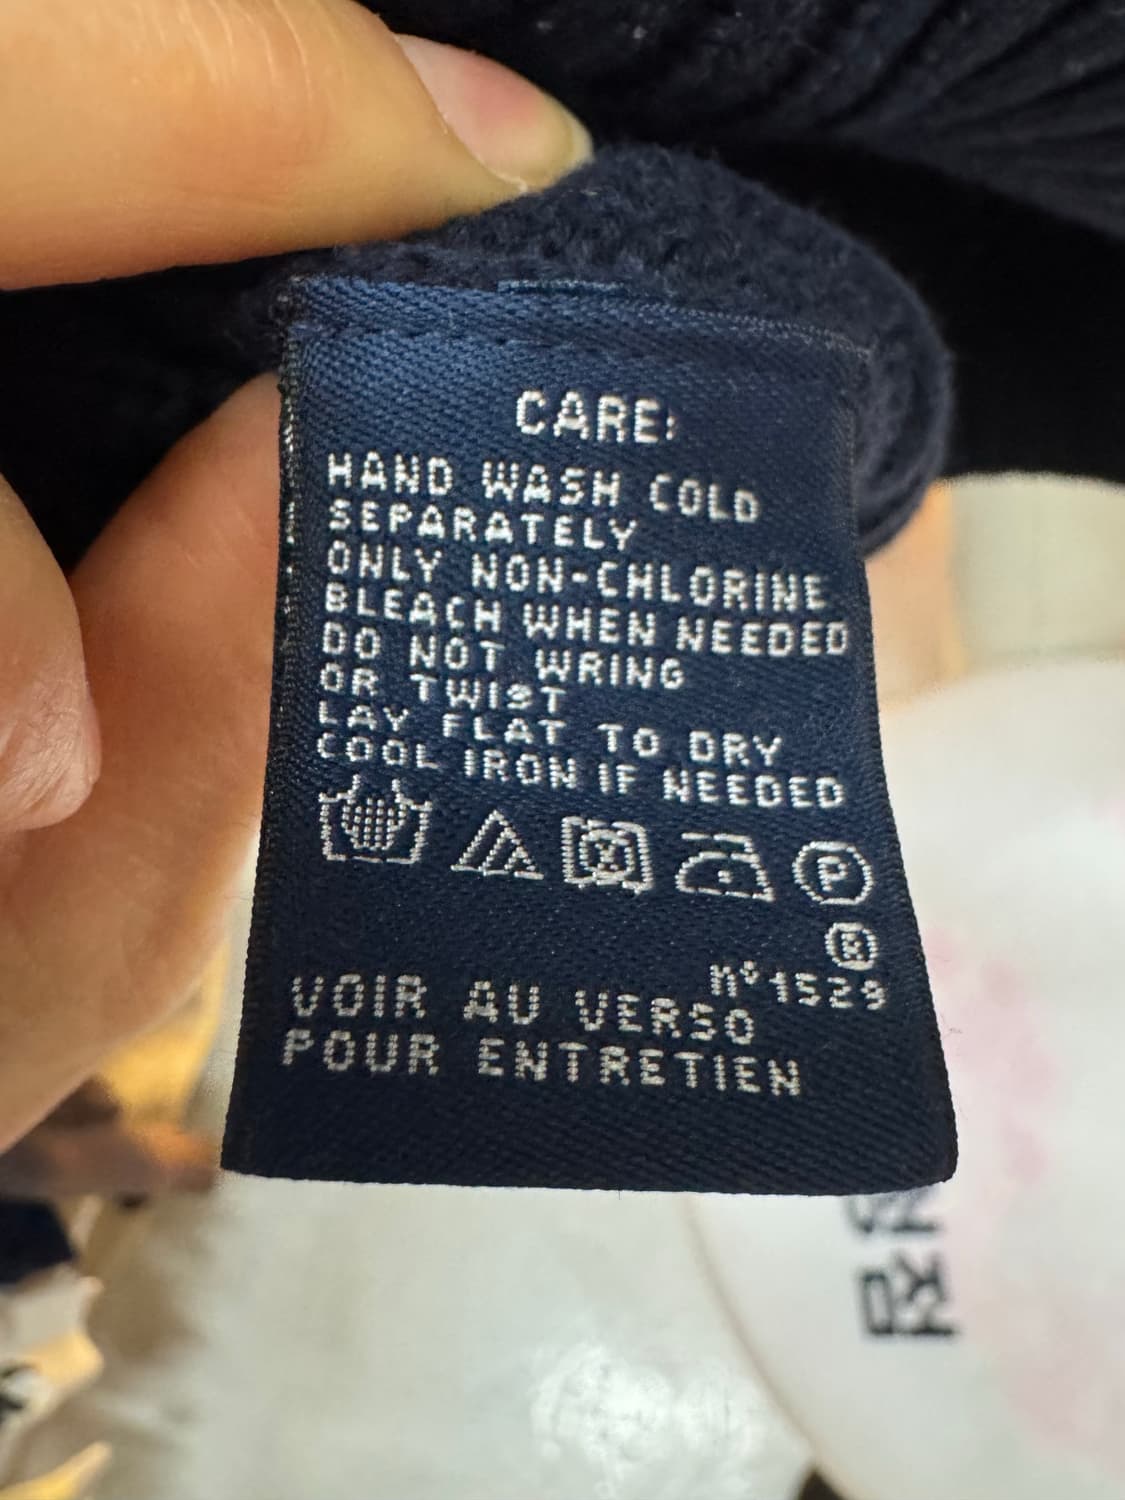 CARE:
HAND WASH COLD
SEPARATELY
ONLY NON-CHLORINE
BLEACH WHEN NEEDED
DO NOT WRING
OR TWIST
LAY FLAT TO DRY
COOL IRON IF NEEDED
P
®
nº1529
VOIR AU VERSO
POUR ENTRETIEN